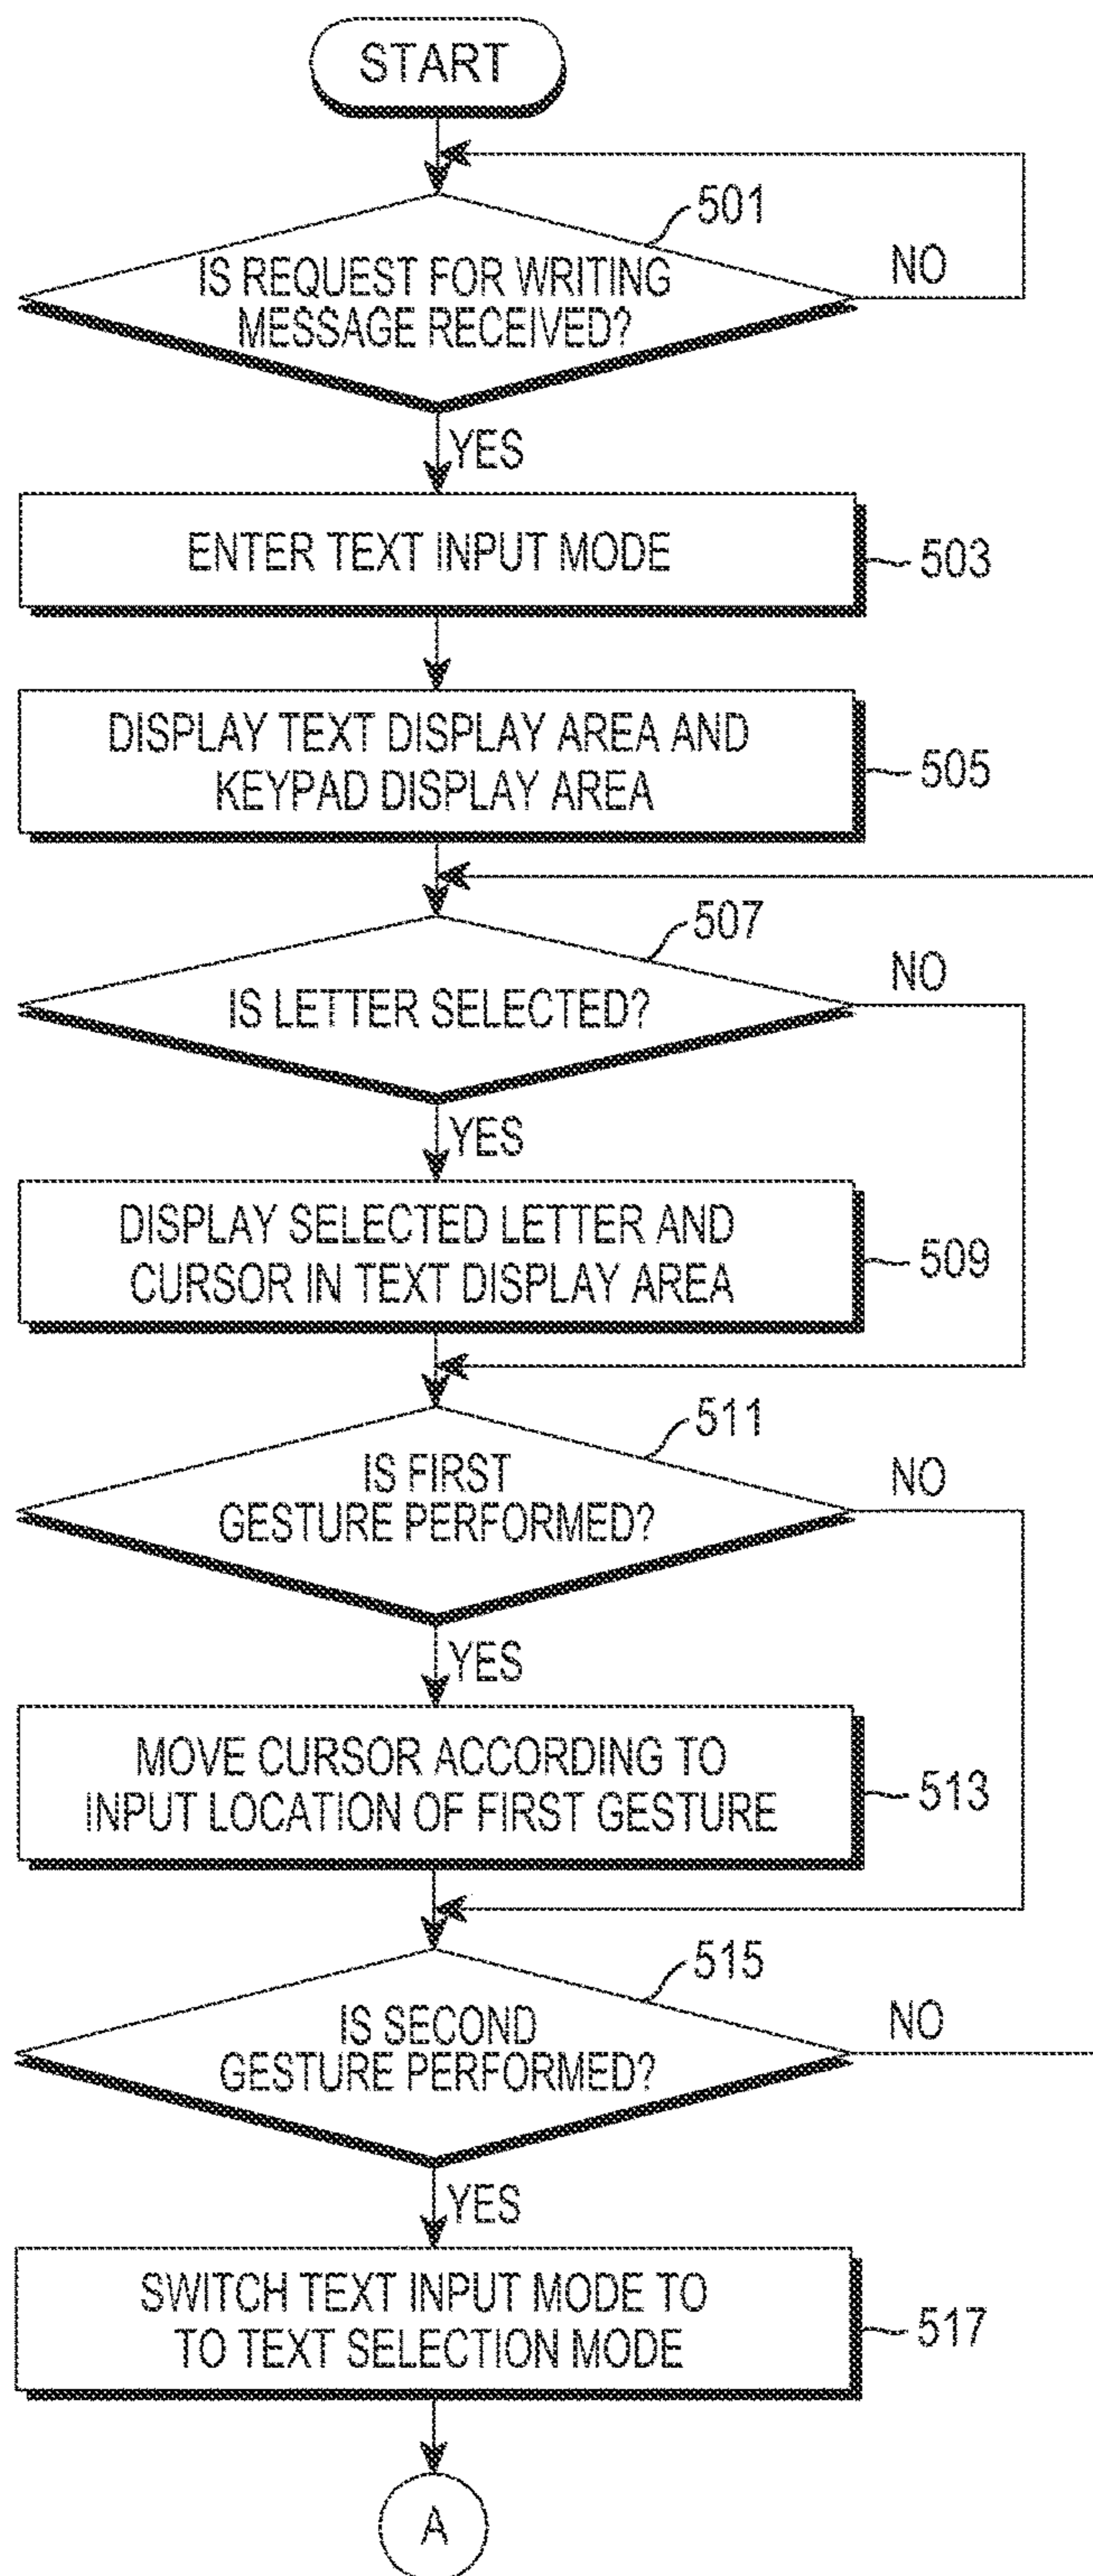 START
501
IS REQUEST FOR WRITING
MESSAGE RECEIVED?
NO
YES
ENTER TEXT INPUT MODE
503
DISPLAY TEXT DISPLAY AREA AND
KEYPAD DISPLAY AREA
505
507
IS LETTER SELECTED?
NO
YES
DISPLAY SELECTED LETTER AND
CURSOR IN TEXT DISPLAY AREA
509
511
IS FIRST
GESTURE PERFORMED?
NO
YES
MOVE CURSOR ACCORDING TO
INPUT LOCATION OF FIRST GESTURE
513
515
IS SECOND
GESTURE PERFORMED?
NO
YES
SWITCH TEXT INPUT MODE TO
TO TEXT SELECTION MODE
517
A